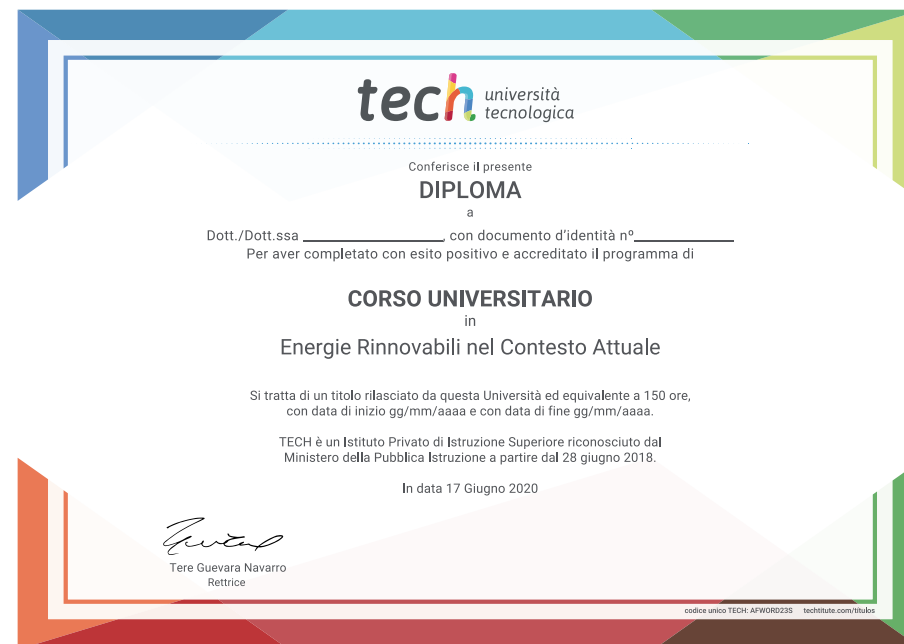 tech università
tecnologica
Conferisce il presente
DIPLOMA
a
Dott./Dott.ssa ____________________, con documento d'identità nº______________
Per aver completato con esito positivo e accreditato il programma di
CORSO UNIVERSITARIO
in
Energie Rinnovabili nel Contesto Attuale
Si tratta di un titolo rilasciato da questa Università ed equivalente a 150 ore,
con data di inizio gg/mm/aaaa e con data di fine gg/mm/aaaa.
TECH è un Istituto Privato di Istruzione Superiore riconosciuto dal
Ministero della Pubblica Istruzione a partire dal 28 giugno 2018.
In data 17 Giugno 2020
Tere Guevara Navarro
Rettrice
codice unico TECH: AFWORD23S techtitute.com/titulos